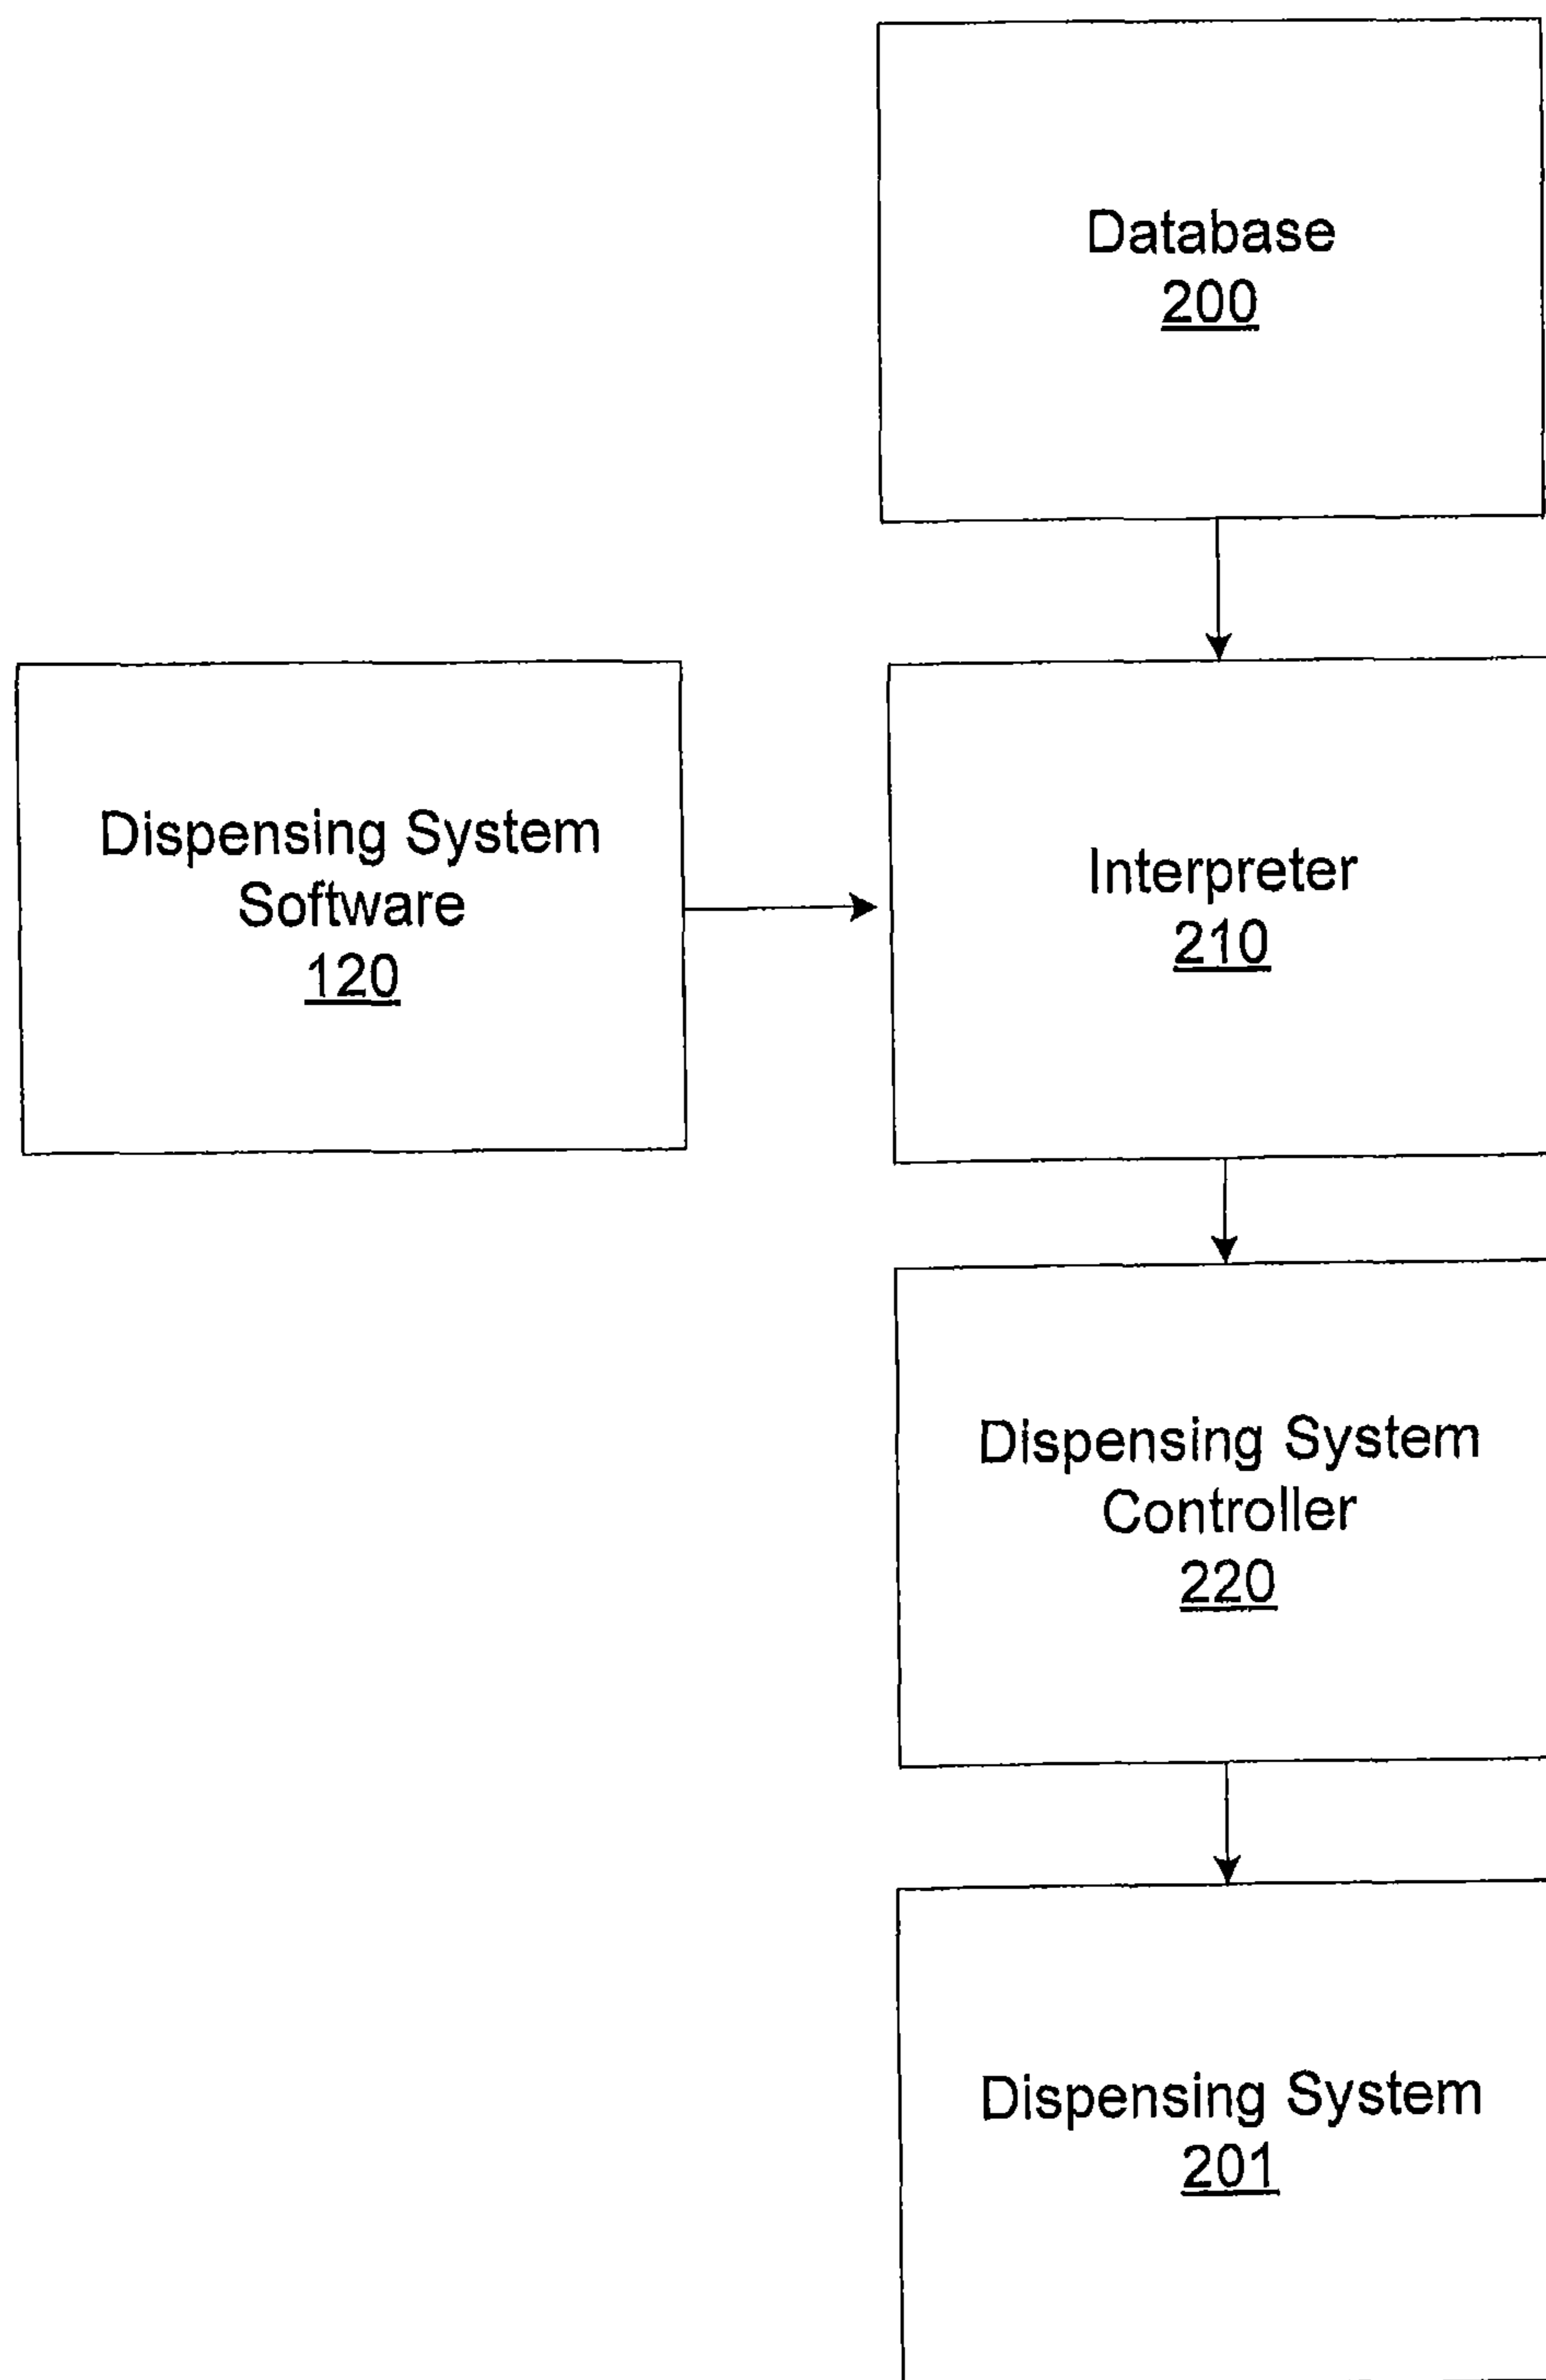 Database
200
Dispensing System
Software
120
Interpreter
210
Dispensing System
Controller
220
Dispensing System
201